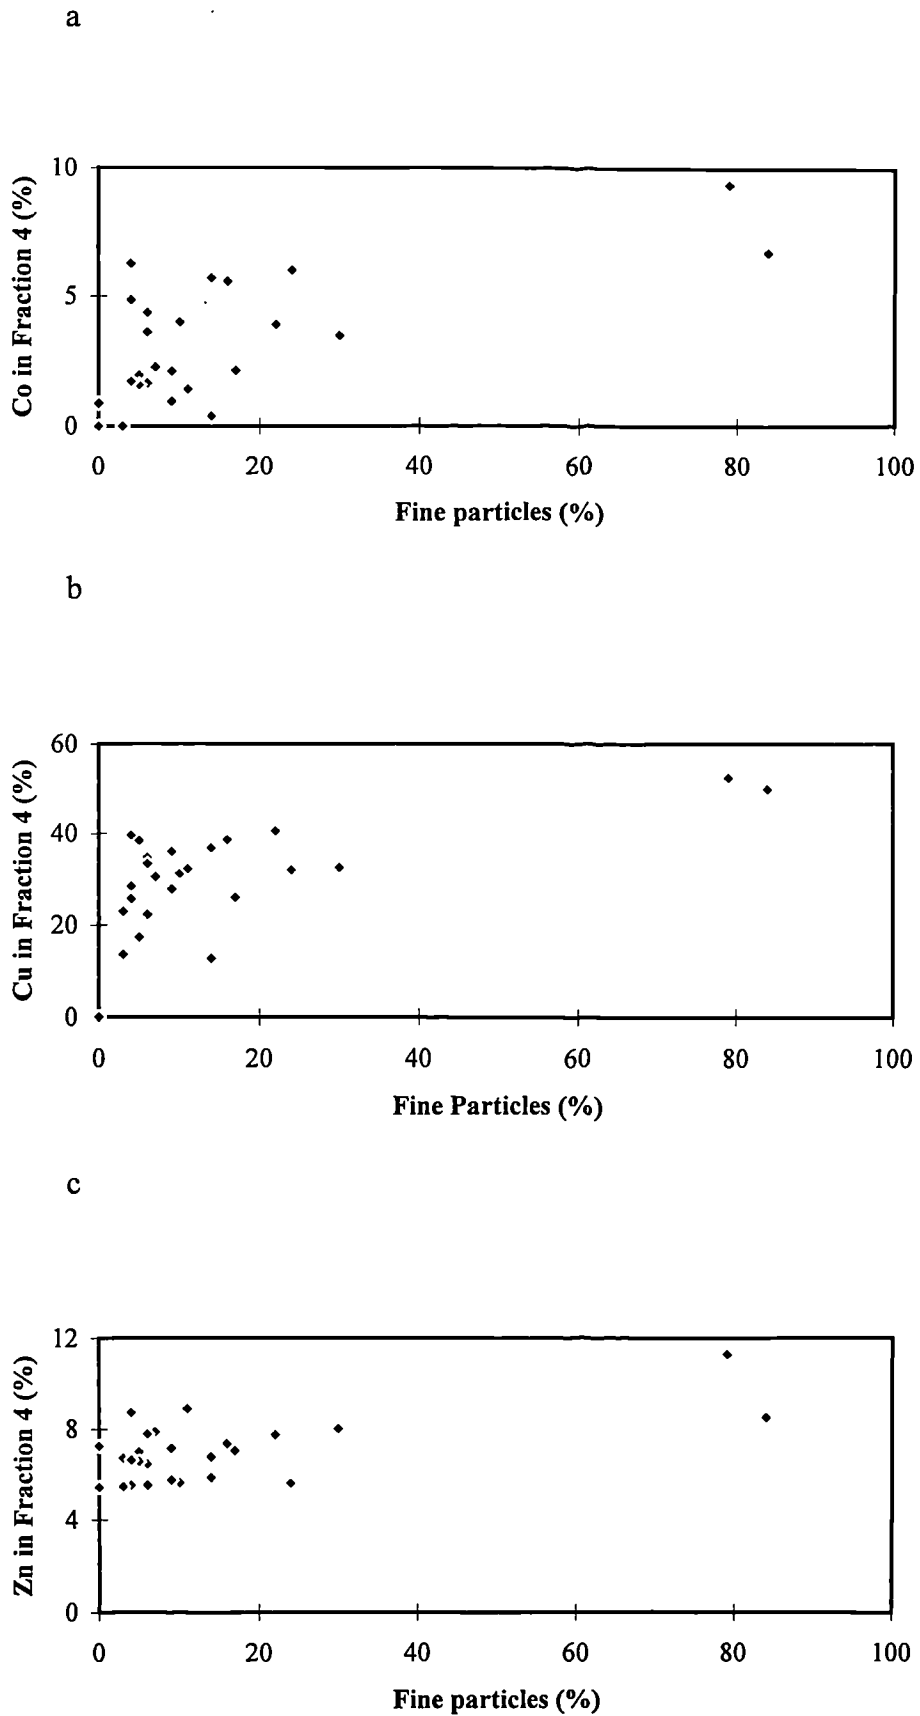 a
10
5
0
Co in Fraction 4 (%)
0 20 40 60 80 100
Fine particles (%)
b
60
40
20
0
Cu in Fraction 4 (%)
0 20 40 60 80 100
Fine Particles (%)
c
12
8
4
0
Zn in Fraction 4 (%)
0 20 40 60 80 100
Fine particles (%)